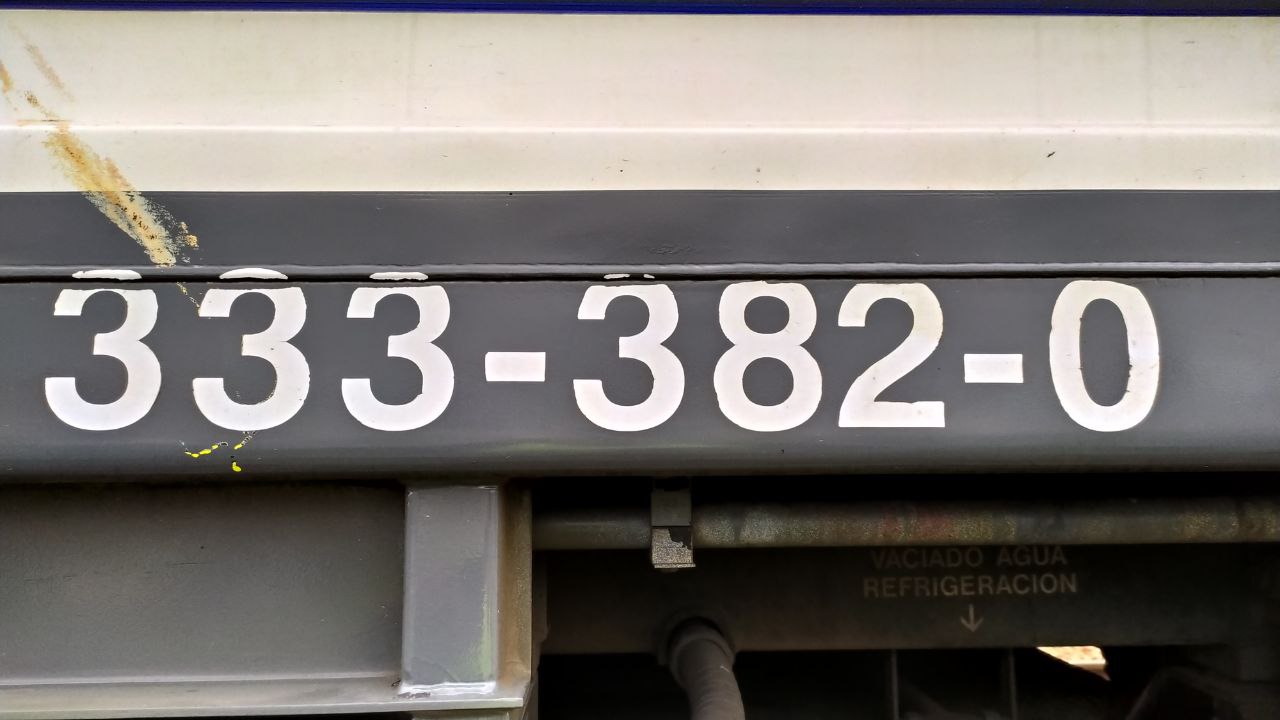 333-382-0
VACIADO AGUA
REFRIGERACION
↓